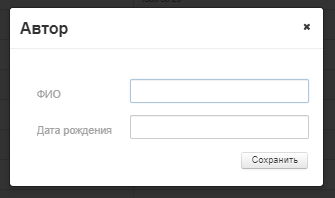 Автор
ФИО
Дата рождения
Сохранить